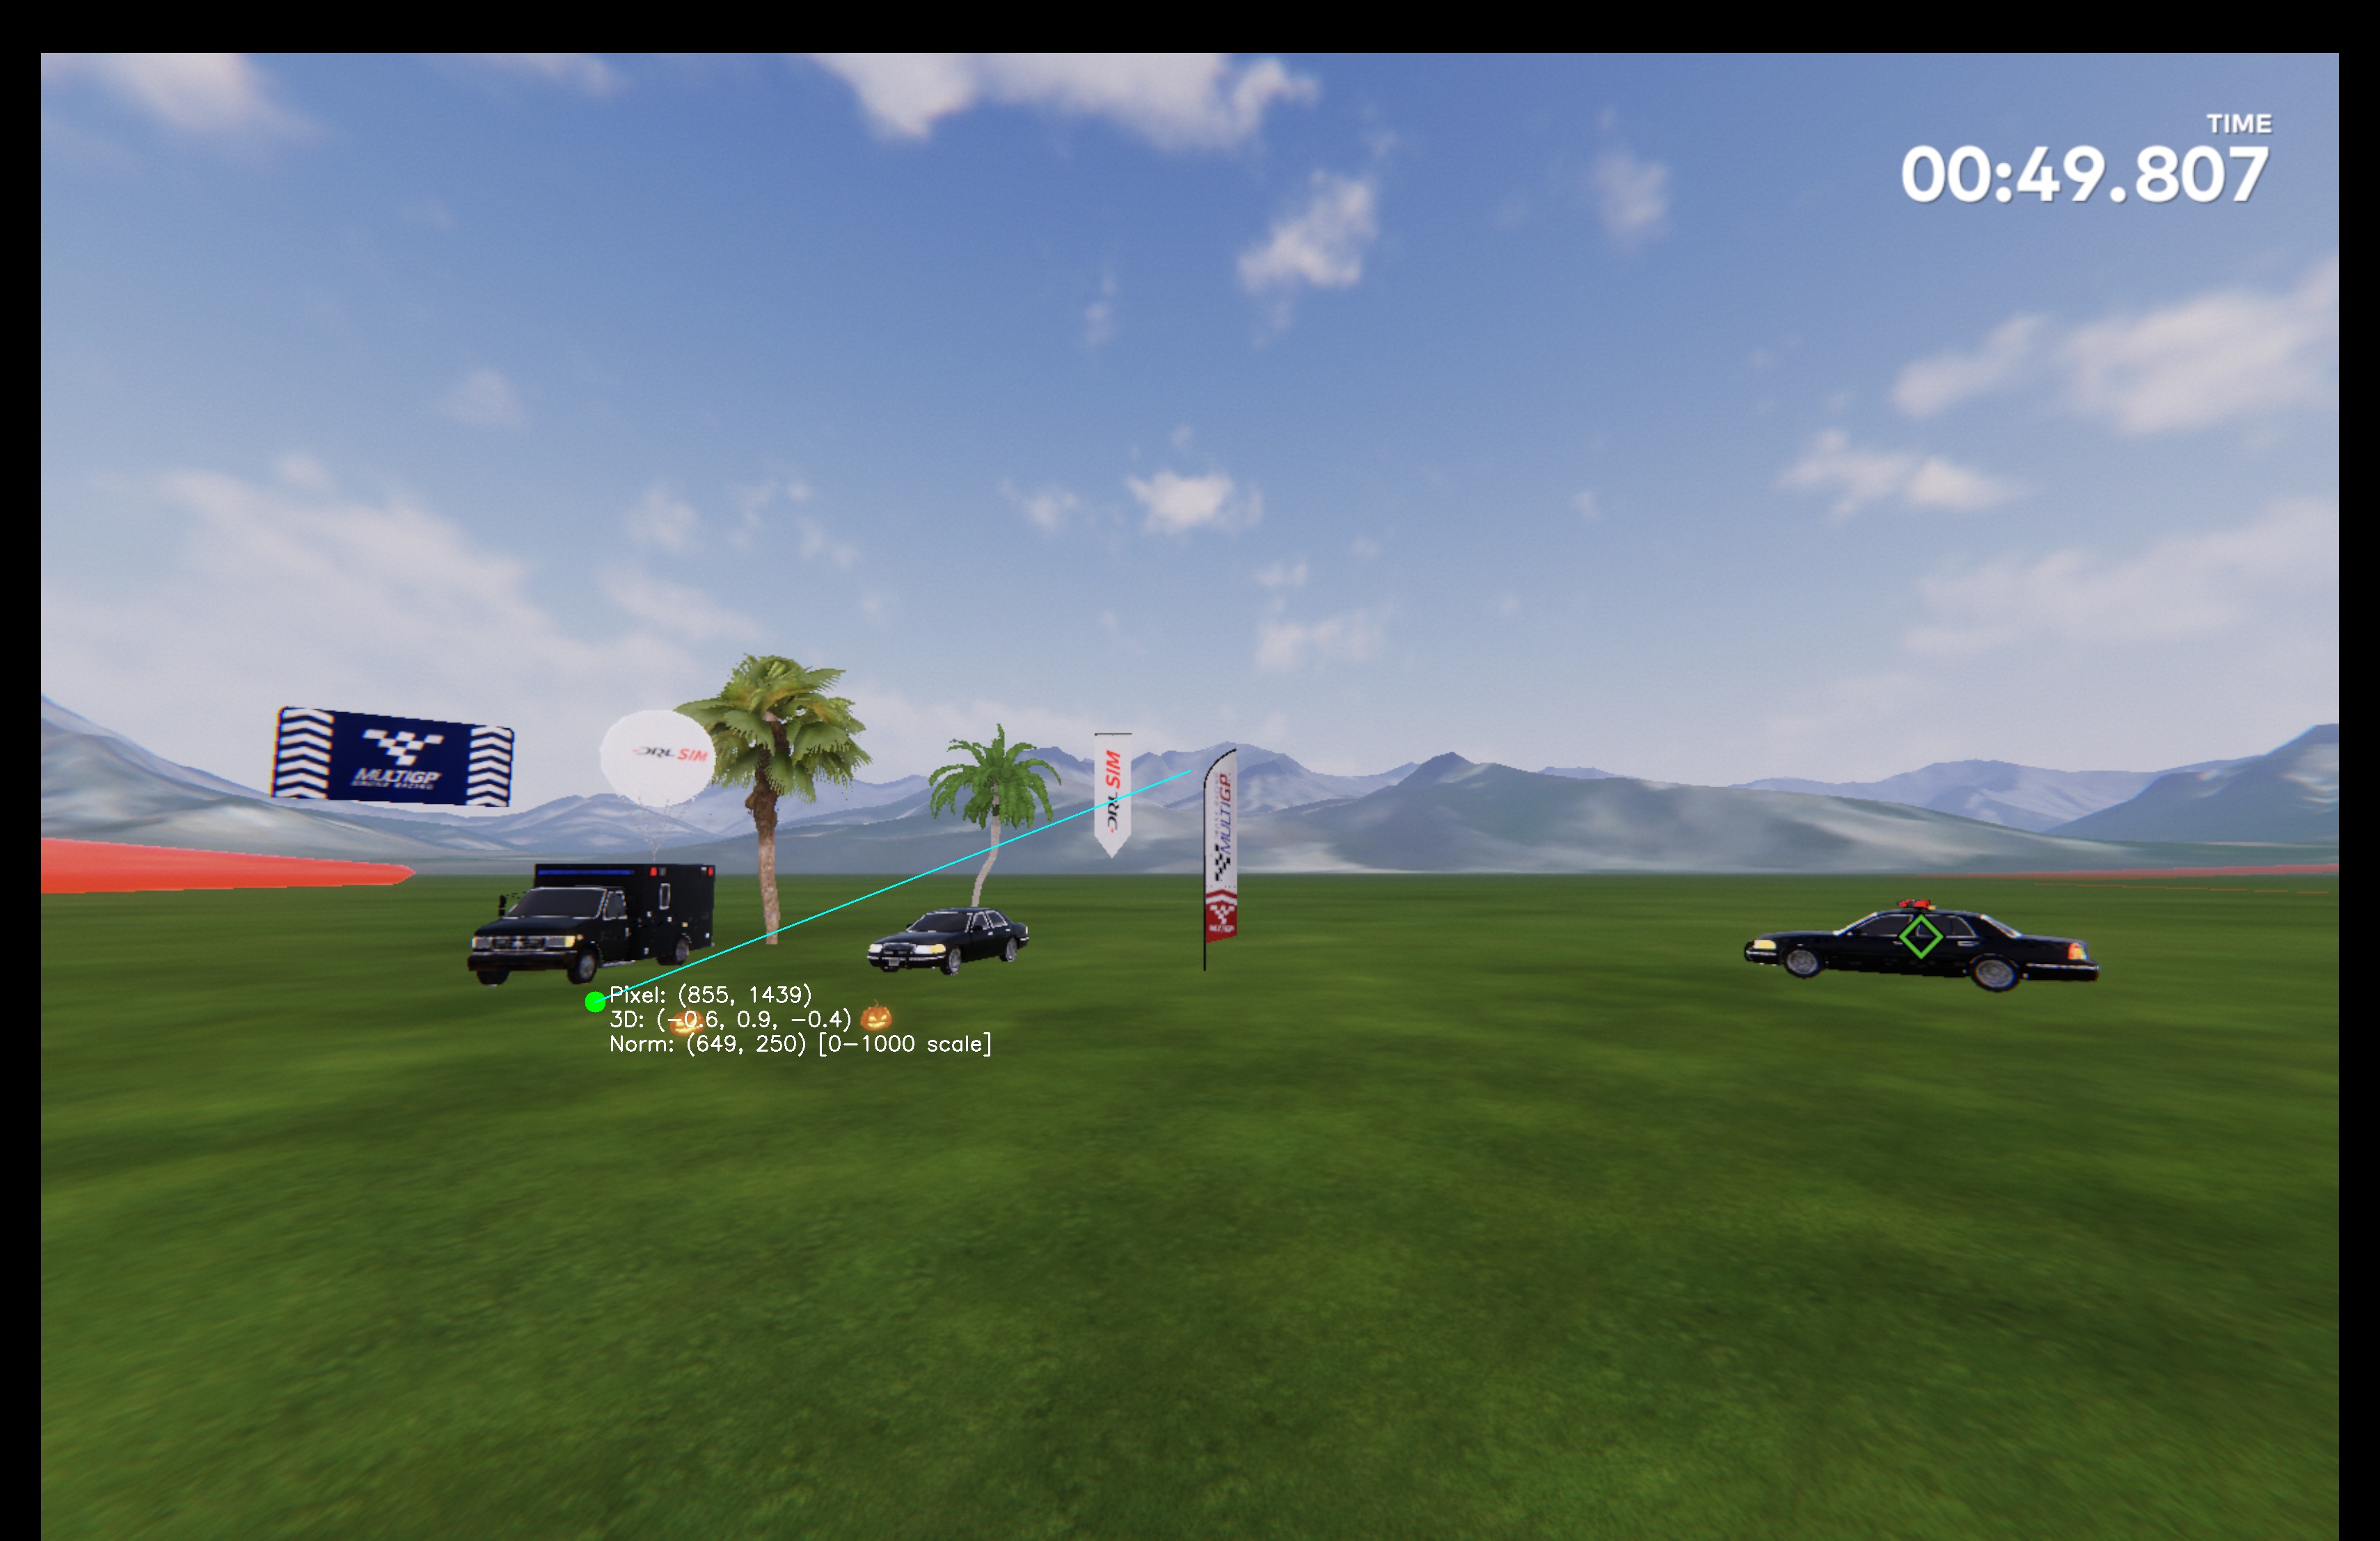 TIME
00:49.807
MULTIGP
DRL SIM
DRL SIM
MULTIGP
Pixel: (855, 1439)
3D: (-0.6, 0.9, -0.4)
Norm: (649, 250) [0-1000 scale]